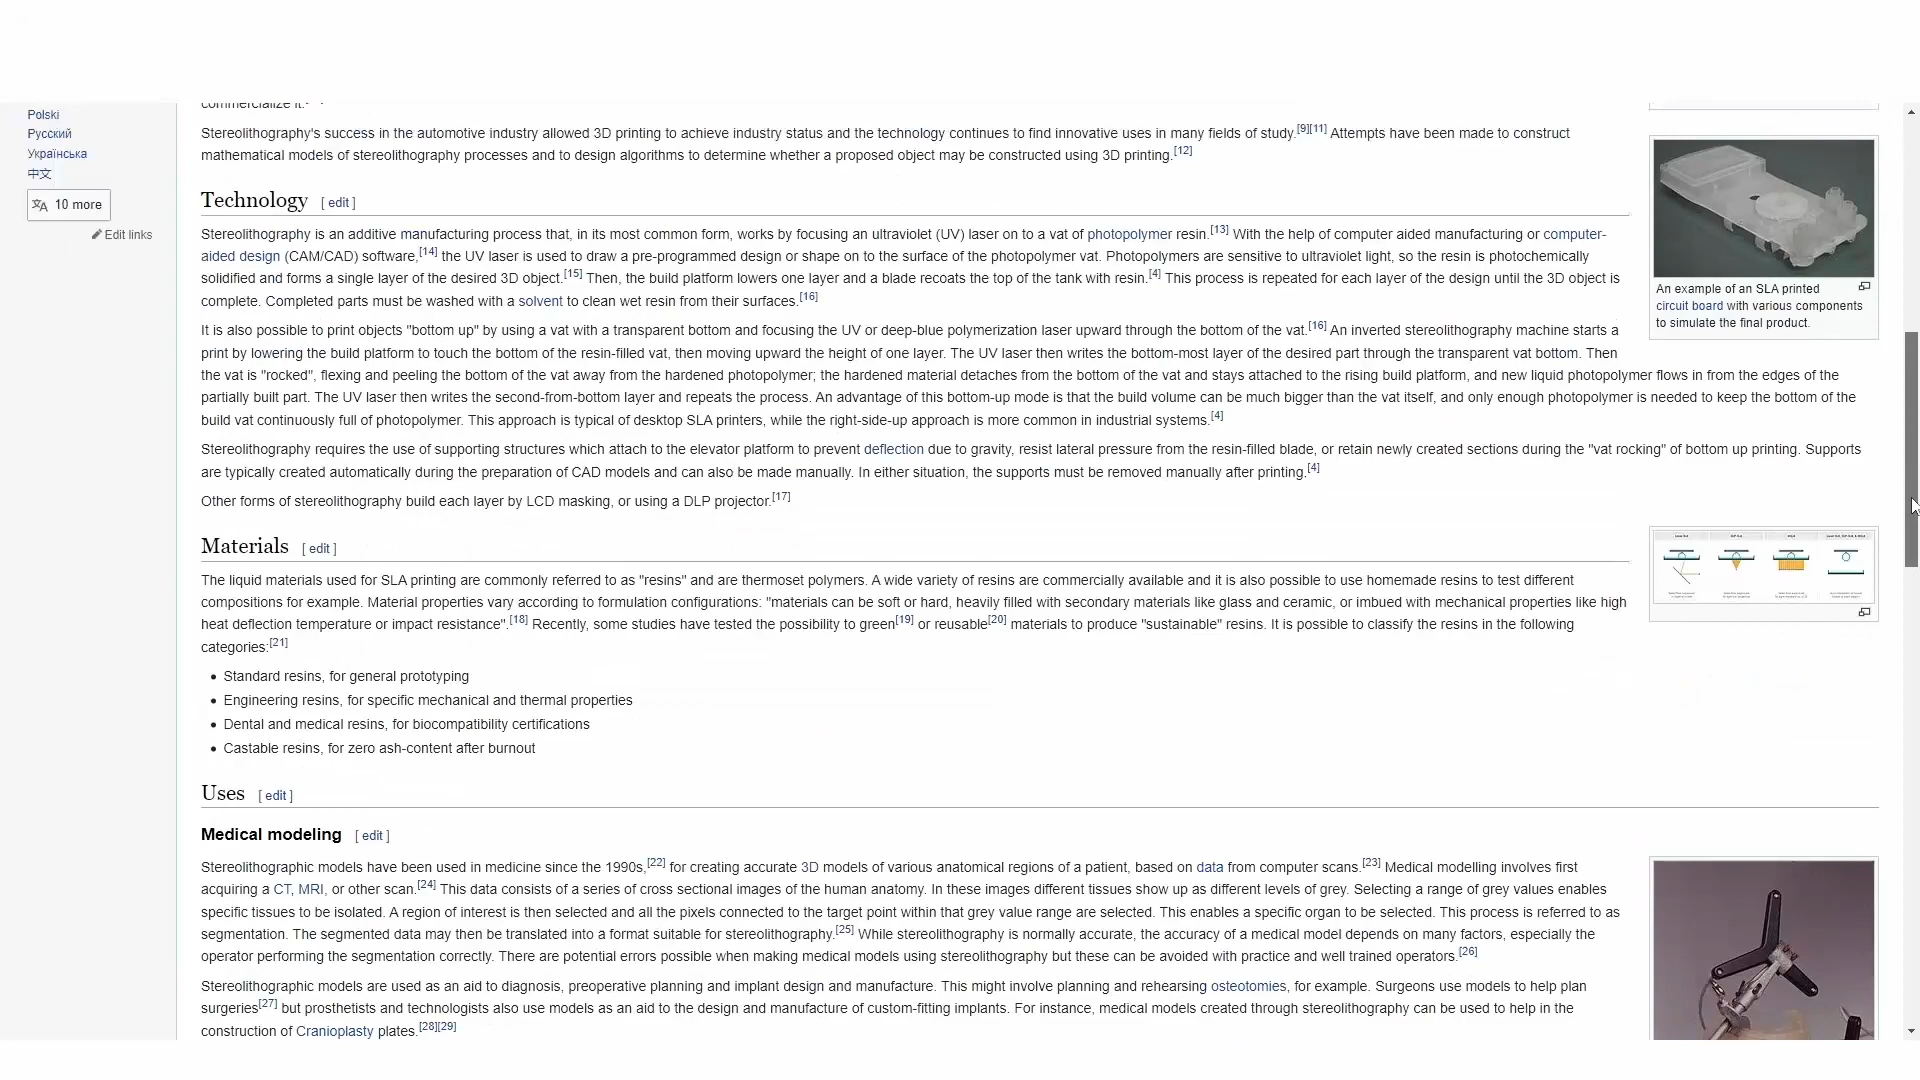 Polski
Русский
Українська
中文
10 more
Edit links
commercialize it.
Stereolithography's success in the automotive industry allowed 3D printing to achieve industry status and the technology continues to find innovative uses in many fields of study.[9][11] Attempts have been made to construct
mathematical models of stereolithography processes and to design algorithms to determine whether a proposed object may be constructed using 3D printing.[12]
Technology [ edit ]
Stereolithography is an additive manufacturing process that, in its most common form, works by focusing an ultraviolet (UV) laser on to a vat of photopolymer resin.[13] With the help of computer aided manufacturing or computer-
aided design (CAM/CAD) software,[14] the UV laser is used to draw a pre-programmed design or shape on to the surface of the photopolymer vat. Photopolymers are sensitive to ultraviolet light, so the resin is photochemically
solidified and forms a single layer of the desired 3D object.[15] Then, the build platform lowers one layer and a blade recoats the top of the tank with resin.[4] This process is repeated for each layer of the design until the 3D object is
complete. Completed parts must be washed with a solvent to clean wet resin from their surfaces.[16]
It is also possible to print objects "bottom up" by using a vat with a transparent bottom and focusing the UV or deep-blue polymerization laser upward through the bottom of the vat.[16] An inverted stereolithography machine starts a
print by lowering the build platform to touch the bottom of the resin-filled vat, then moving upward the height of one layer. The UV laser then writes the bottom-most layer of the desired part through the transparent vat bottom. Then
the vat is "rocked", flexing and peeling the bottom of the vat away from the hardened photopolymer; the hardened material detaches from the bottom of the vat and stays attached to the rising build platform, and new liquid photopolymer flows in from the edges of the
partially built part. The UV laser then writes the second-from-bottom layer and repeats the process. An advantage of this bottom-up mode is that the build volume can be much bigger than the vat itself, and only enough photopolymer is needed to keep the bottom of the
build vat continuously full of photopolymer. This approach is typical of desktop SLA printers, while the right-side-up approach is more common in industrial systems.[4]
Stereolithography requires the use of supporting structures which attach to the elevator platform to prevent deflection due to gravity, resist lateral pressure from the resin-filled blade, or retain newly created sections during the "vat rocking" of bottom up printing. Supports
are typically created automatically during the preparation of CAD models and can also be made manually. In either situation, the supports must be removed manually after printing.[4]
Other forms of stereolithography build each layer by LCD masking, or using a DLP projector.[17]
An example of an SLA printed
circuit board with various components
to simulate the final product.
Materials [ edit ]
The liquid materials used for SLA printing are commonly referred to as "resins" and are thermoset polymers. A wide variety of resins are commercially available and it is also possible to use homemade resins to test different
compositions for example. Material properties vary according to formulation configurations: "materials can be soft or hard, heavily filled with secondary materials like glass and ceramic, or imbued with mechanical properties like high
heat deflection temperature or impact resistance".[18] Recently, some studies have tested the possibility to green[19] or reusable[20] materials to produce "sustainable" resins. It is possible to classify the resins in the following
categories:[21]
• Standard resins, for general prototyping
• Engineering resins, for specific mechanical and thermal properties
• Dental and medical resins, for biocompatibility certifications
• Castable resins, for zero ash-content after burnout
Uses [ edit ]
Medical modeling [ edit ]
Stereolithographic models have been used in medicine since the 1990s,[22] for creating accurate 3D models of various anatomical regions of a patient, based on data from computer scans.[23] Medical modelling involves first
acquiring a CT, MRI, or other scan.[24] This data consists of a series of cross sectional images of the human anatomy. In these images different tissues show up as different levels of grey. Selecting a range of grey values enables
specific tissues to be isolated. A region of interest is then selected and all the pixels connected to the target point within that grey value range are selected. This enables a specific organ to be selected. This process is referred to as
segmentation. The segmented data may then be translated into a format suitable for stereolithography.[25] While stereolithography is normally accurate, the accuracy of a medical model depends on many factors, especially the
operator performing the segmentation correctly. There are potential errors possible when making medical models using stereolithography but these can be avoided with practice and well trained operators.[26]
Stereolithographic models are used as an aid to diagnosis, preoperative planning and implant design and manufacture. This might involve planning and rehearsing osteotomies, for example. Surgeons use models to help plan
surgeries[27] but prosthetists and technologists also use models as an aid to the design and manufacture of custom-fitting implants. For instance, medical models created through stereolithography can be used to help in the
construction of Cranioplasty plates.[28][29]